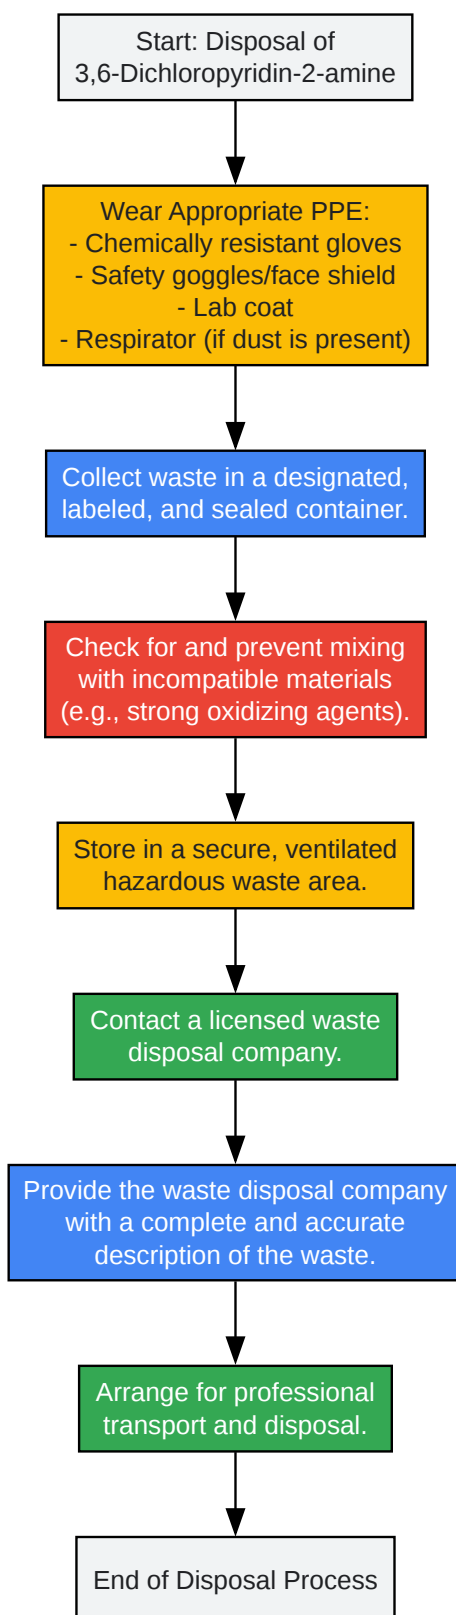 Start: Disposal of
3,6-Dichloropyridin-2-amine
Wear Appropriate PPE:
- Chemically resistant gloves
- Safety goggles/face shield
- Lab coat
- Respirator (if dust is present)
Collect waste in a designated,
labeled, and sealed container.
Check for and prevent mixing
with incompatible materials
(e.g., strong oxidizing agents).
Store in a secure, ventilated
hazardous waste area.
Contact a licensed waste
disposal company.
Provide the waste disposal company
with a complete and accurate
description of the waste.
Arrange for professional
transport and disposal.
End of Disposal Process